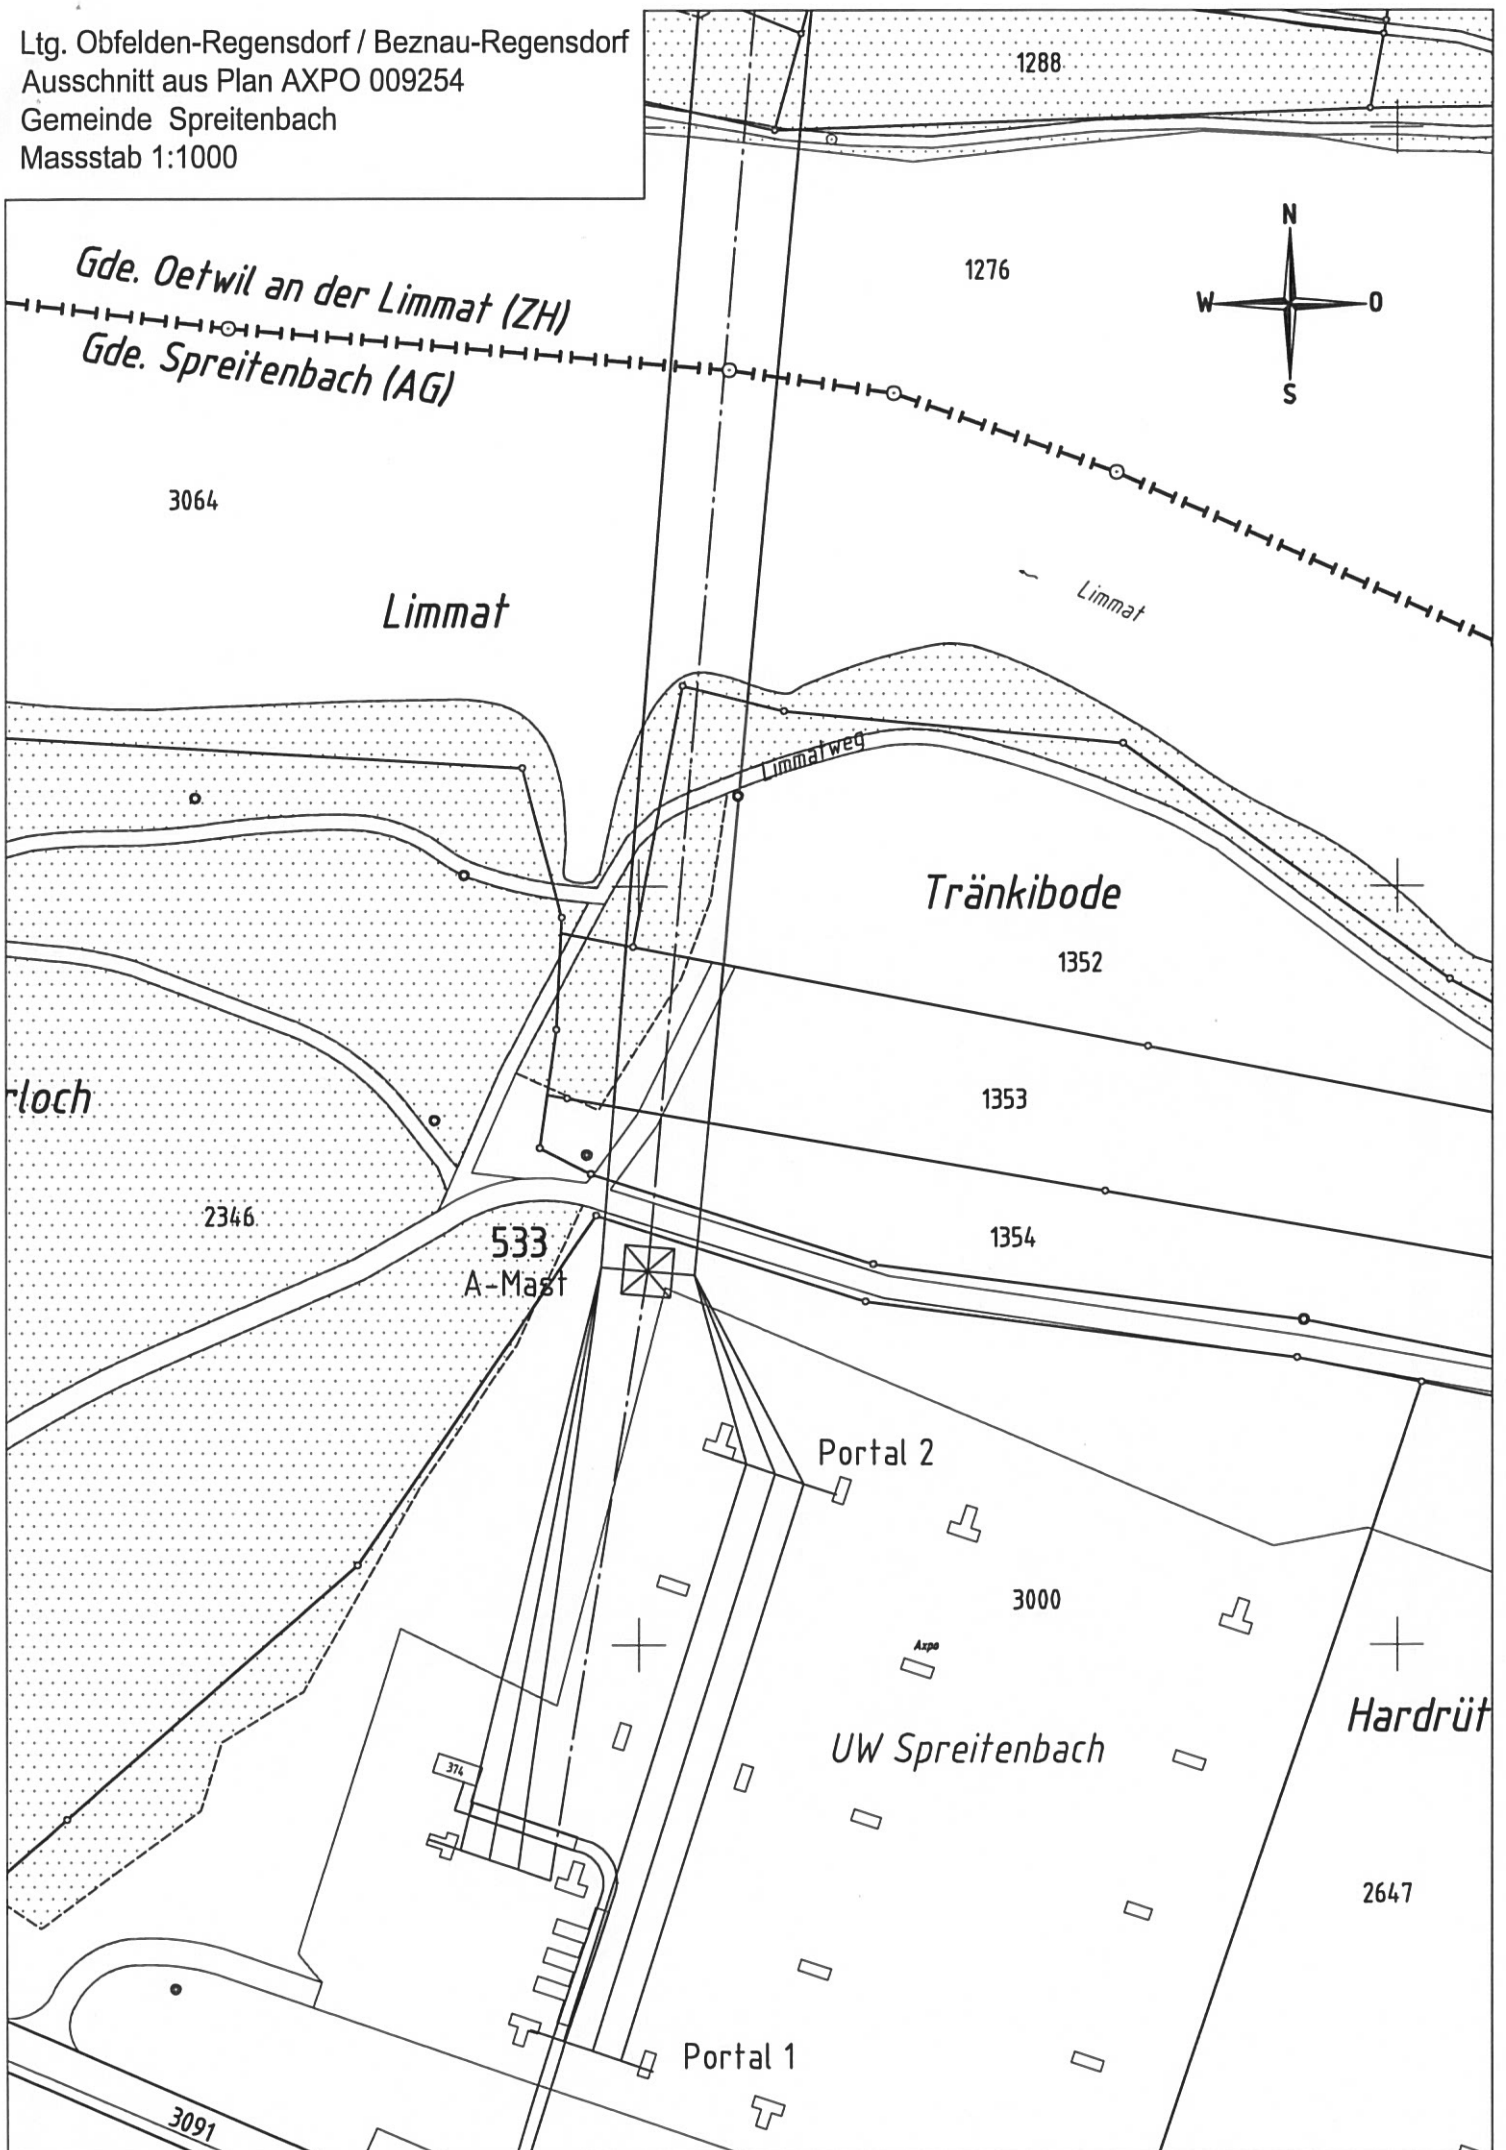 Ltg. Obfelden-Regensdorf / Beznau-Regensdorf
Ausschnitt aus Plan AXPO 009254
Gemeinde Spreitenbach
Massstab 1:1000
1288
N
W
O
S
1276
Gde. Oetwil an der Limmat (ZH)
Gde. Spreitenbach (AG)
3064
Limmat
Limmat
Limmatweg
Tränkibode
1352
rloch
1353
2346
1354
533
A-Mast
Portal 2
3000
Axpo
Hardrüt
UW Spreitenbach
374
2647
Portal 1
3091